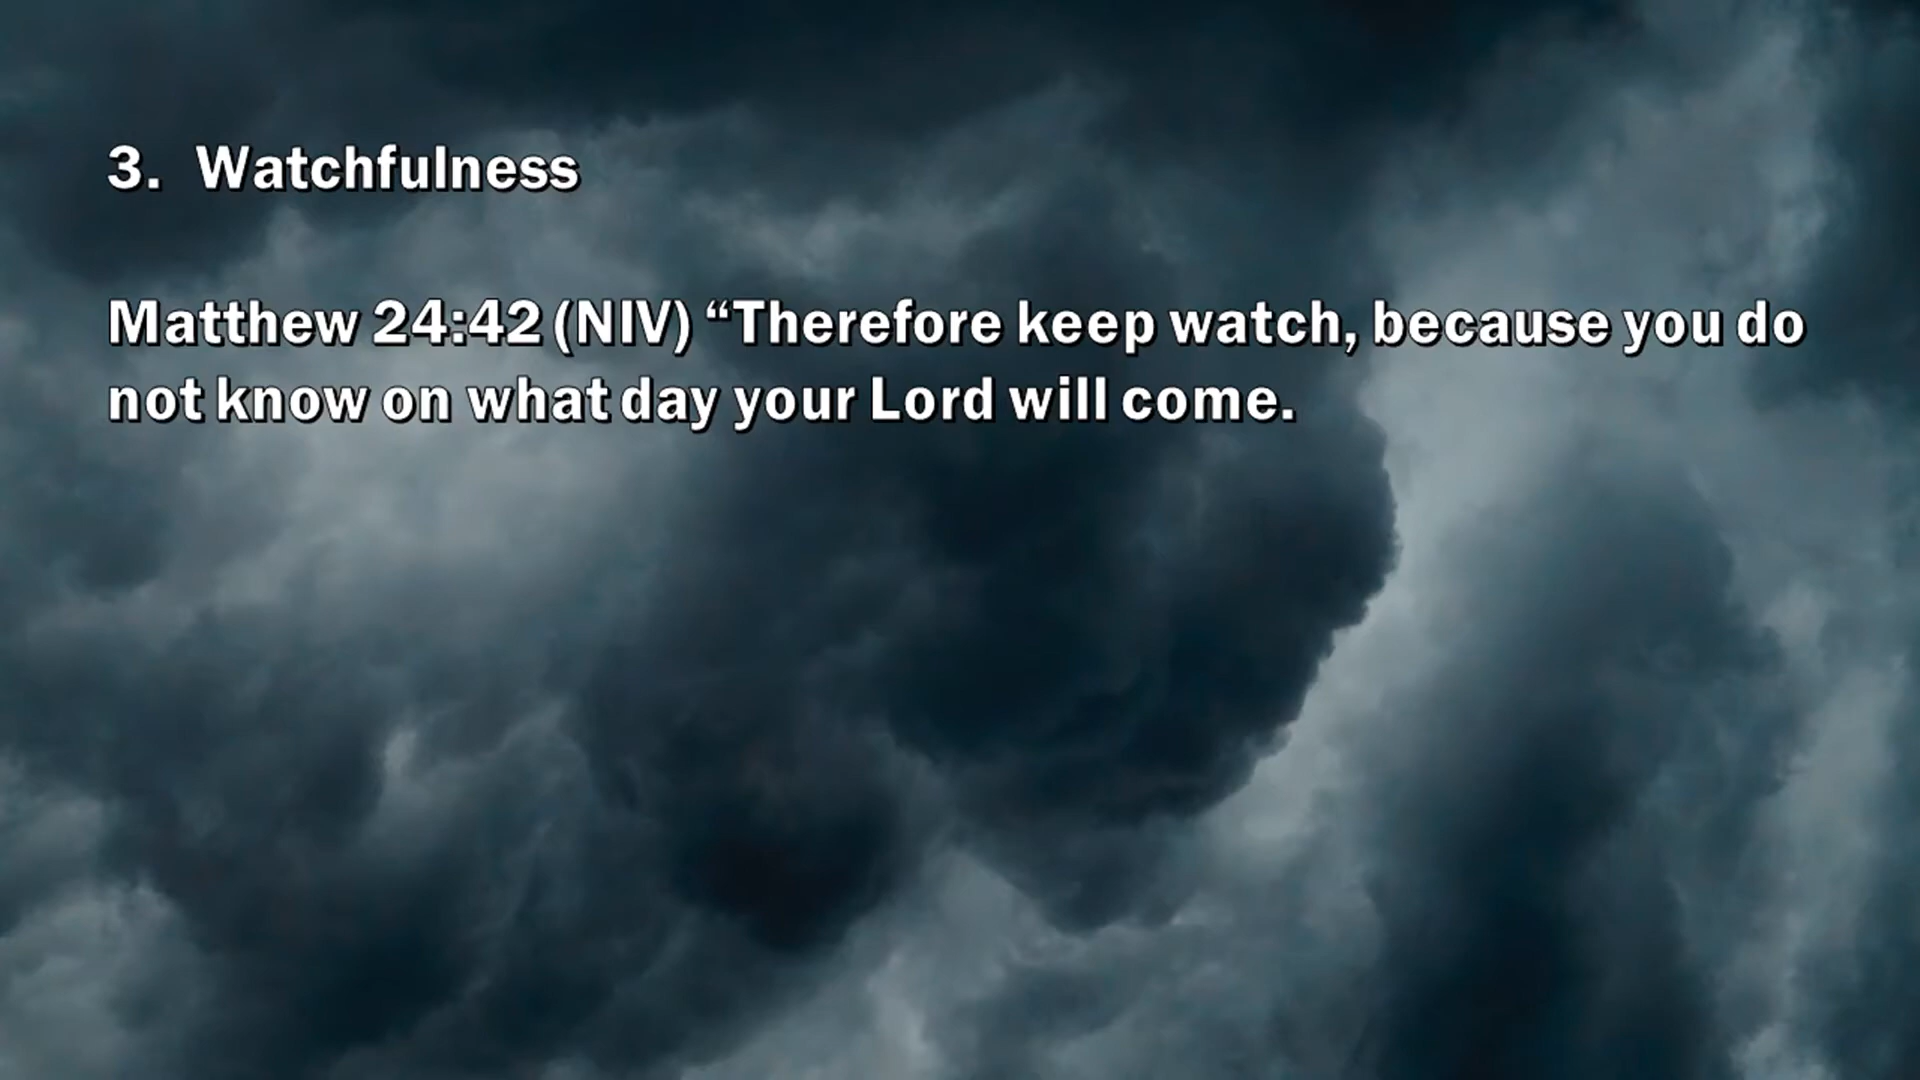 3. Watchfulness
Matthew 24:42 (NIV) “Therefore keep watch, because you do
not know on what day your Lord will come.